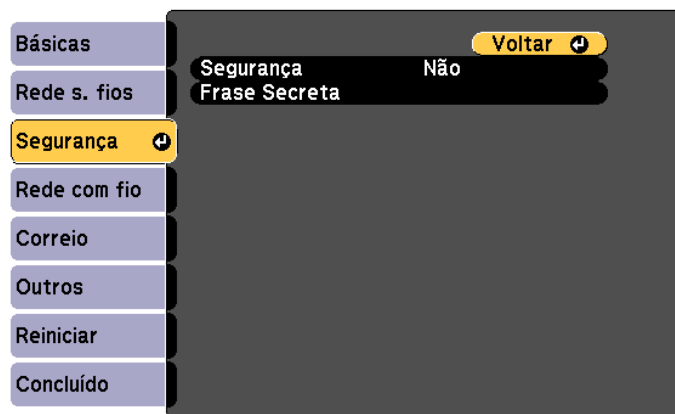 Básicas
Rede s. fios
Segurança
Rede com fio
Correio
Outros
Reiniciar
Concluído
Voltar
Segurança Não
Frase Secreta